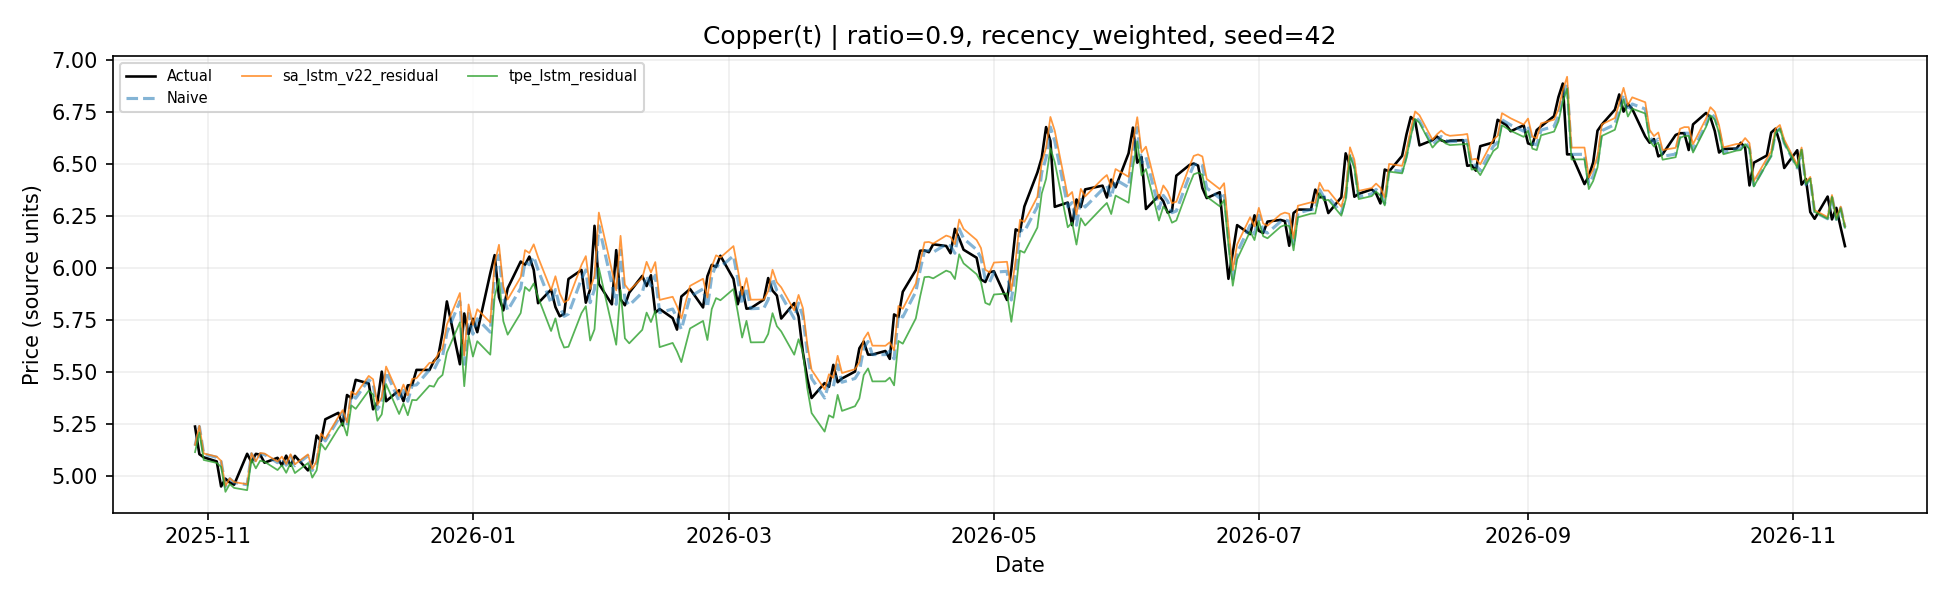 Copper(t) | ratio=0.9, recency_weighted, seed=42
Actual
Naive
sa_lstm_v22_residual
tpe_lstm_residual
Price (source units)
7.00
6.75
6.50
6.25
6.00
5.75
5.50
5.25
5.00
2025-11
2026-01
2026-03
2026-05
2026-07
2026-09
2026-11
Date